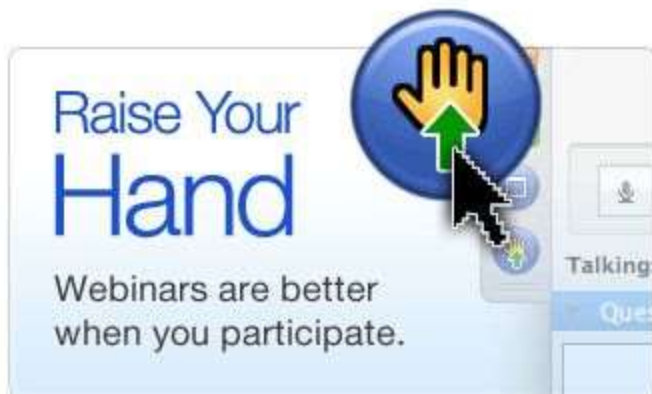 Raise Your
Hand
Webinars are better
when you participate.
Talking: